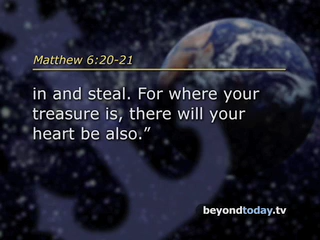 Matthew 6:20-21
in and steal. For where your
treasure is, there will your
heart be also.”
beyondtoday.tv